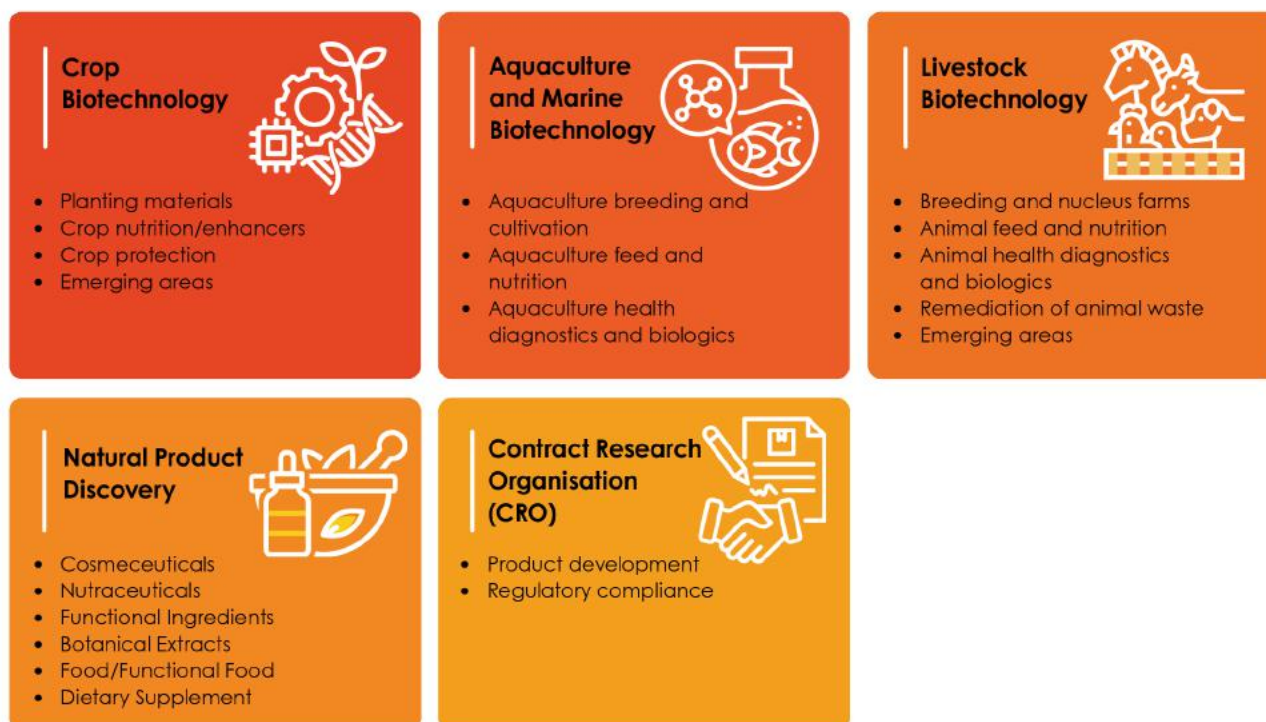 Crop
Biotechnology
• Planting materials
• Crop nutrition/enhancers
• Crop protection
• Emerging areas
Aquaculture
and Marine
Biotechnology
• Aquaculture breeding and
cultivation
• Aquaculture feed and
nutrition
• Aquaculture health
diagnostics and biologics
Livestock
Biotechnology
• Breeding and nucleus farms
• Animal feed and nutrition
• Animal health diagnostics
and biologics
• Remediation of animal waste
• Emerging areas
Natural Product
Discovery
• Cosmeceuticals
• Nutraceuticals
• Functional Ingredients
• Botanical Extracts
• Food/Functional Food
• Dietary Supplement
Contract Research
Organisation
(CRO)
• Product development
• Regulatory compliance